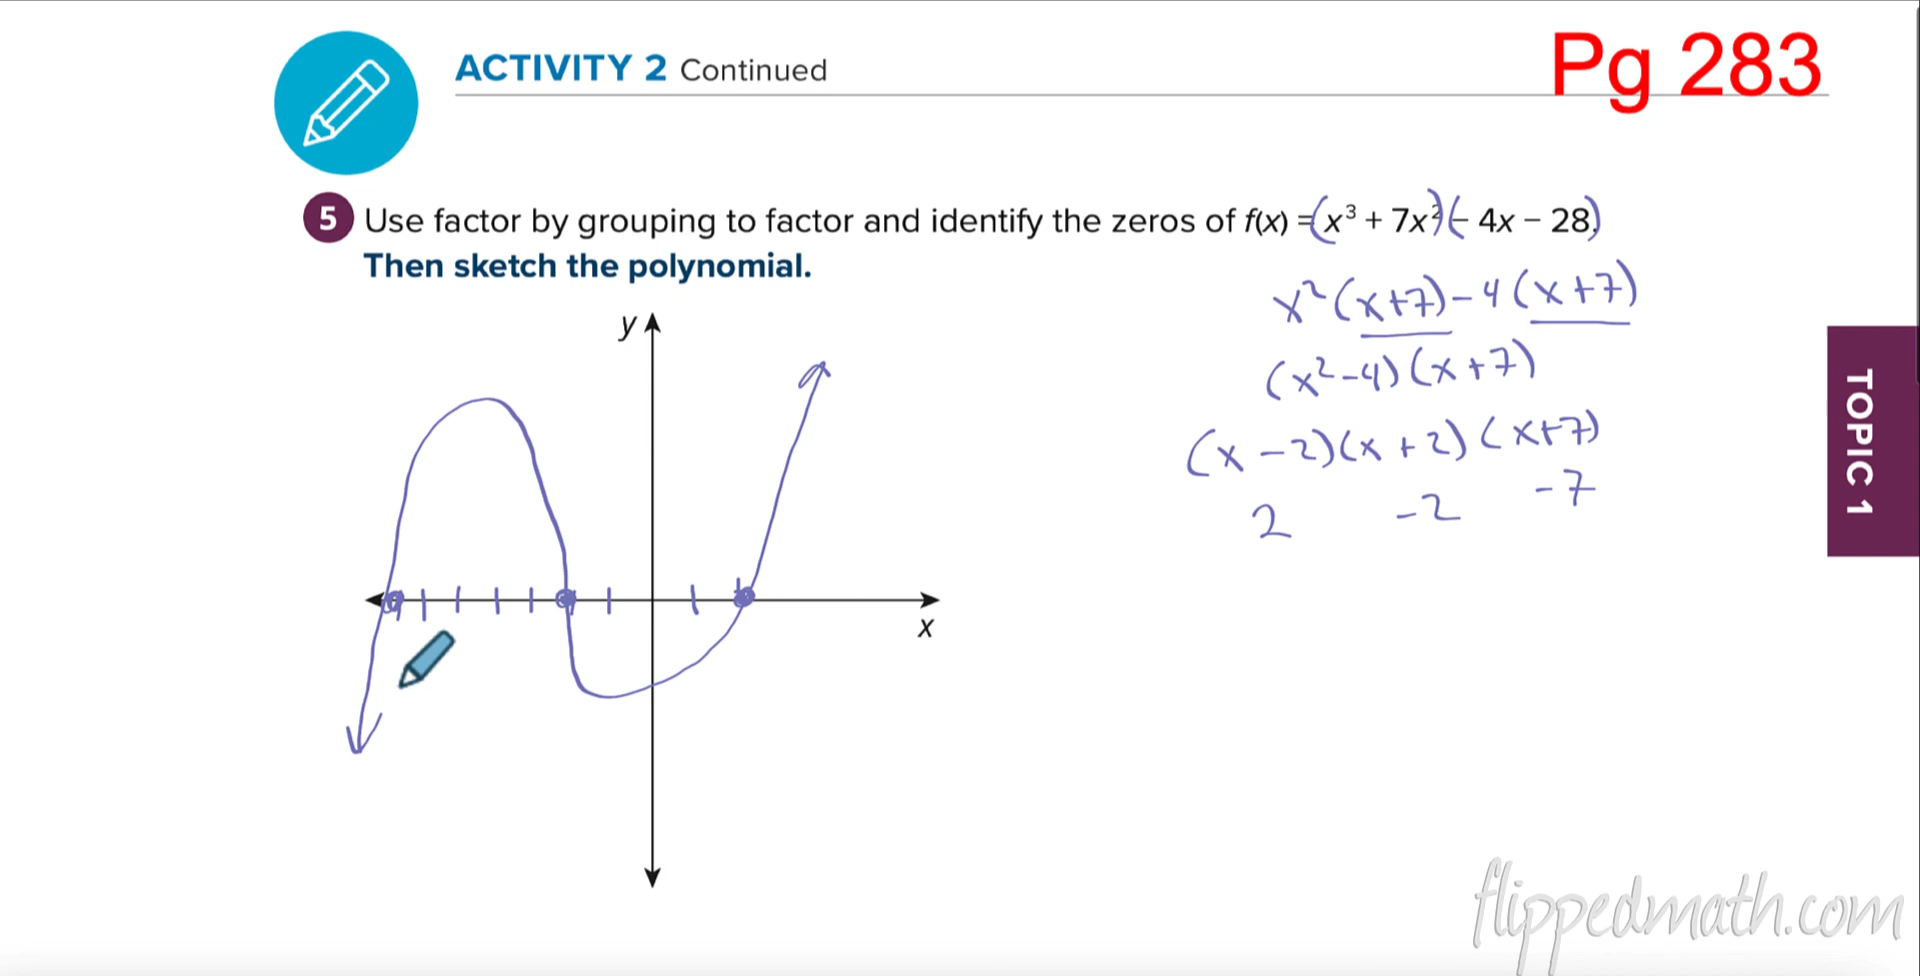 ACTIVITY 2 Continued
Pg 283
5 Use factor by grouping to factor and identify the zeros of f(x) =(x³ + 7x²)(− 4x − 28.)
Then sketch the polynomial.
x²(x+7)−4(x+7)
(x²−4)(x+7)
(x−2)(x+2)(x+7)
2 −2 −7
y
x
TOPIC 1
flippedmath.com